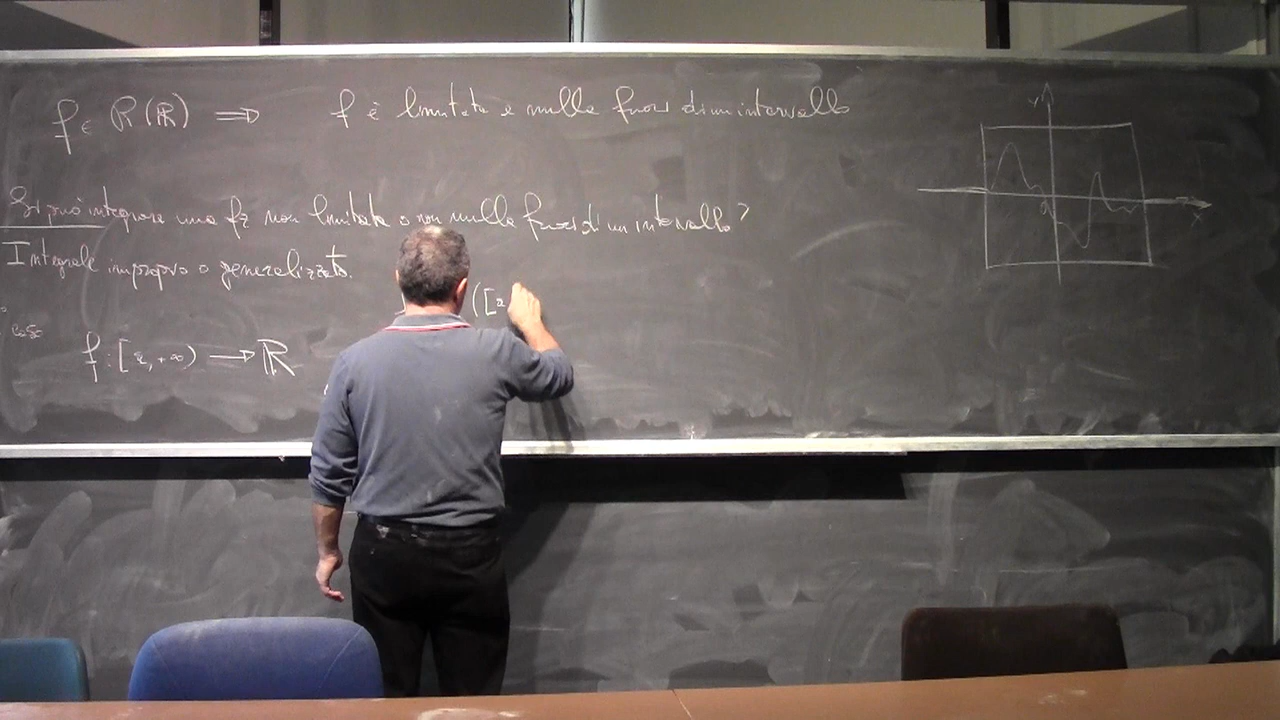 f ∈ R(ℝ) ⟹ f è limitata e nulla fuori di un intervallo
Si può integrare una fz non limitata o non nulla fuori di un intervallo?
Integrale improprio o generalizzato.
caso
f : [a, +∞) ⟶ ℝ
([a
y
x